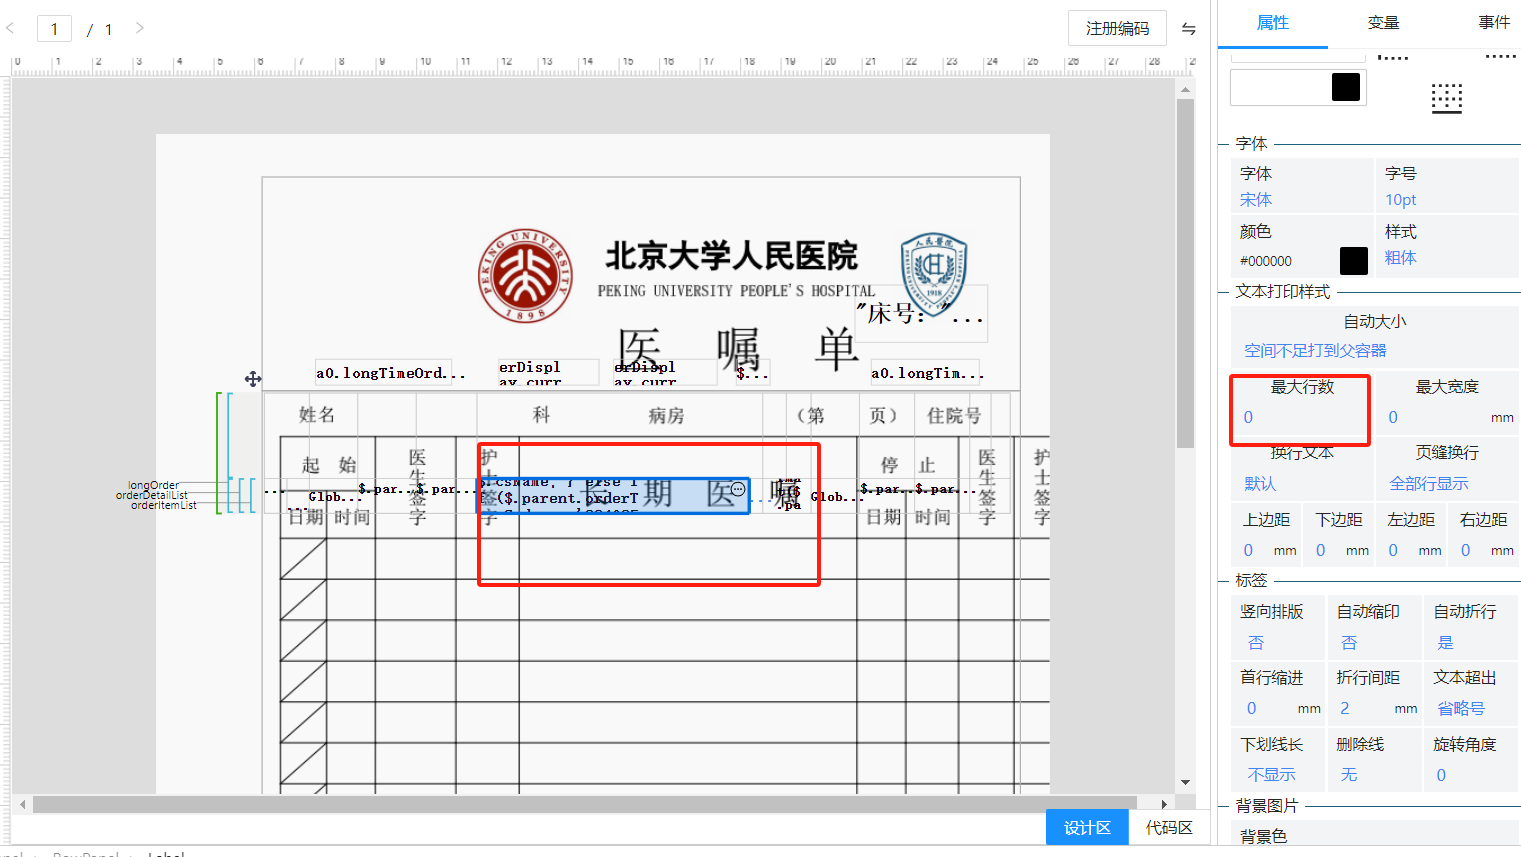 1 / 1
注册编码
属性 变量 事件
0 1 2 3 4 5 6 7 8 9 10 11 12 13 14 15 16 17 18 19 20 21 22 23 24 25 26 27 28
PEKING UNIVERSITY
1898
北京大学人民医院
PEKING UNIVERSITY PEOPLE'S HOSPITAL
1918
"床号: "...
医 嘱 单
a0.longTimeOrd...
erDispl
ay.curr
erDispl
ay.curr
$...
a0.longTim...
姓名 科 病房 （第 页） 住院号
起 始
医生签字
护士签字
长 期 医 嘱
停 止
医生签字
护士签字
日期 时间
日期 时间
longOrder
orderDetailList
orderItemList
...
Glob...
$.par...
$.par...
($.parent.orderT
...
Glob...
$.par...
$.par...
字体
字体 字号
宋体 10pt
颜色 样式
#000000 粗体
文本打印样式
自动大小
空间不足打到父容器
最大行数 最大宽度
0 0 mm
换行文本 页缝换行
默认 全部行显示
上边距 下边距 左边距 右边距
0 mm 0 mm 0 mm 0 mm
标签
竖向排版 自动缩印 自动折行
否 否 是
首行缩进 折行间距 文本超出
0 mm 2 mm 省略号
下划线长 删除线 旋转角度
不显示 无 0
背景图片
背景色
设计区 代码区